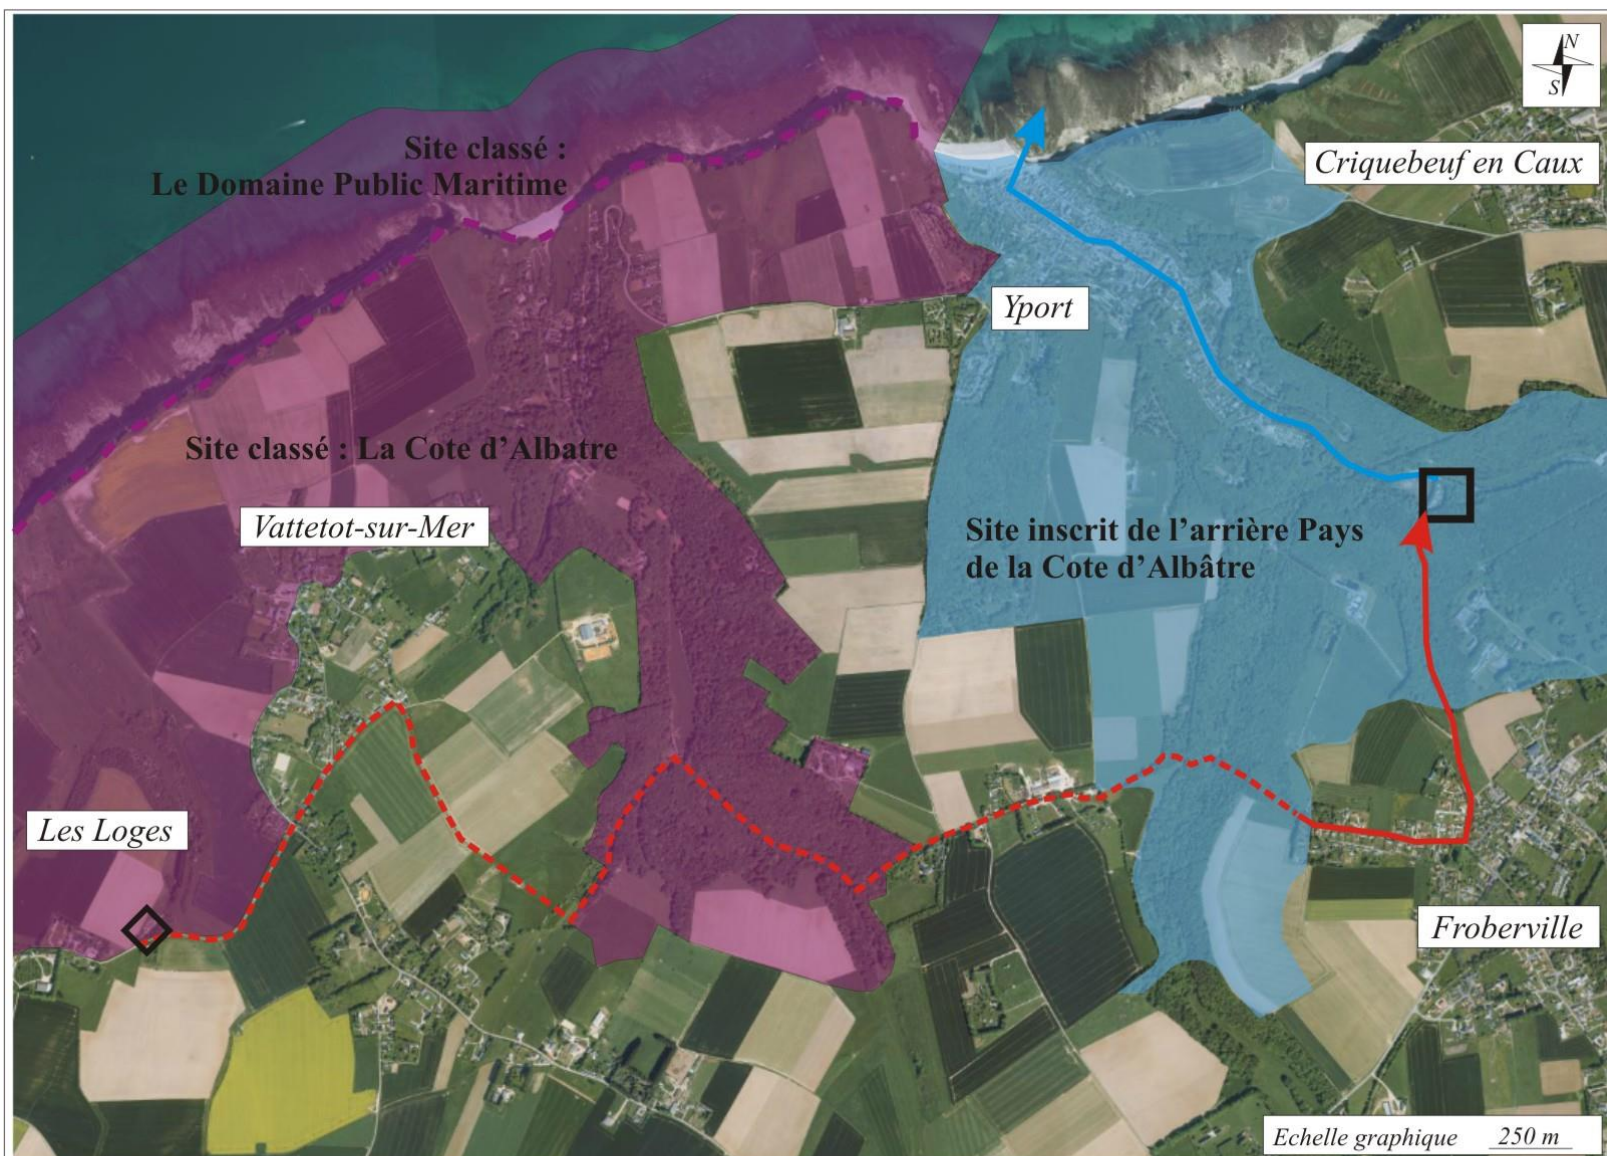 N
S
Site classé :
Le Domaine Public Maritime
Criquebeuf en Caux
Yport
Site classé : La Cote d'Albatre
Vattetot-sur-Mer
Site inscrit de l'arrière Pays
de la Cote d'Albâtre
Les Loges
Froberville
Echelle graphique 250 m